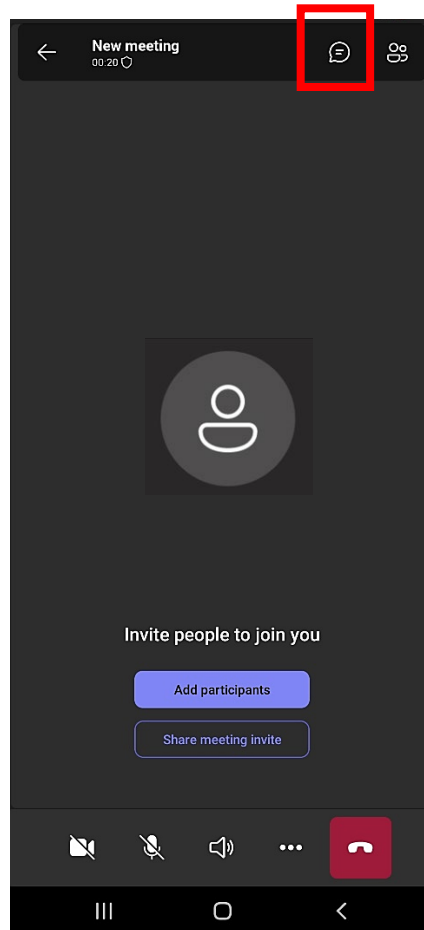 New meeting
00:20
Invite people to join you
Add participants
Share meeting invite